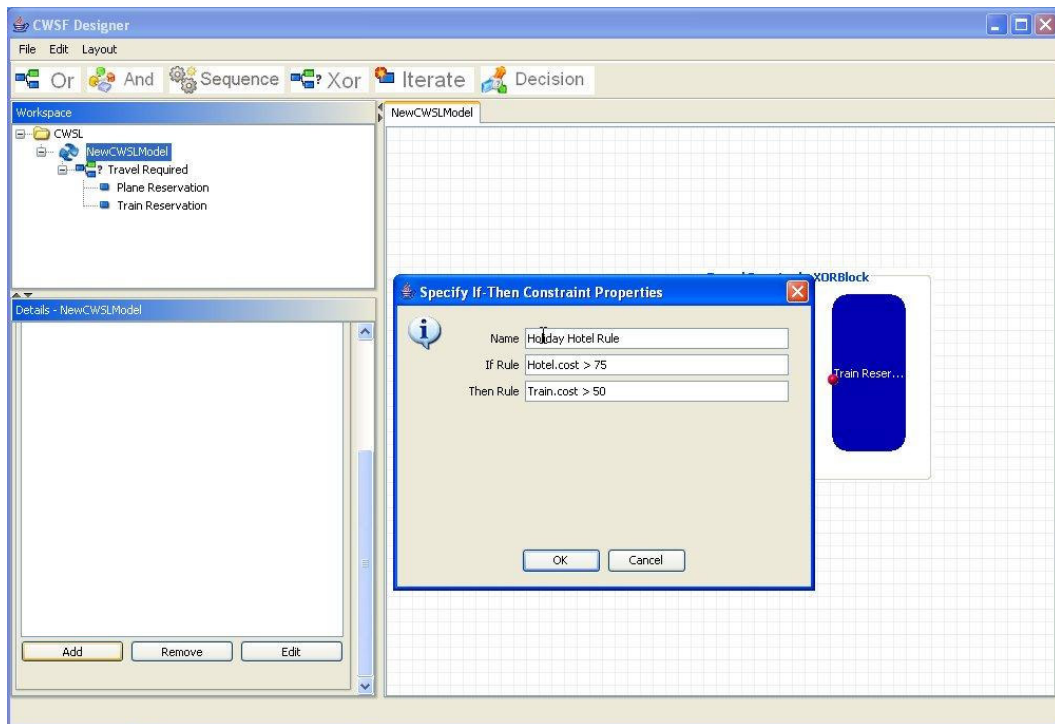 CWSF Designer
File Edit Layout
Or And Sequence ? Xor Iterate Decision
Workspace
CWSL
NewCWSLModel
? Travel Required
Plane Reservation
Train Reservation
Details - NewCWSLModel
Add Remove Edit
NewCWSLModel
XORBlock
Train Reser...
Specify If-Then Constraint Properties
Name Holiday Hotel Rule
If Rule Hotel.cost > 75
Then Rule Train.cost > 50
OK Cancel